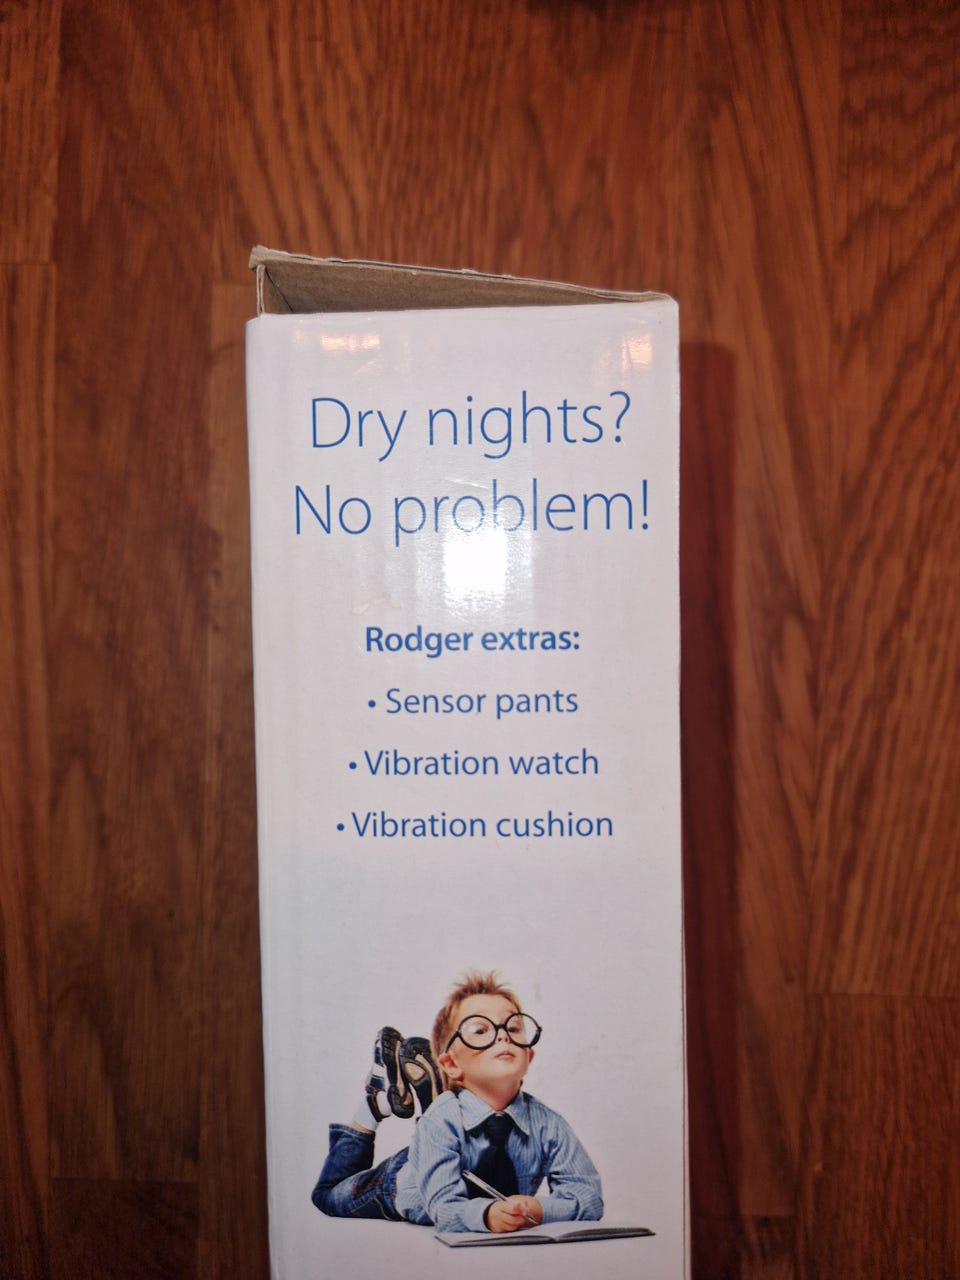 Dry nights?
No problem!
Rodger extras:
• Sensor pants
• Vibration watch
• Vibration cushion